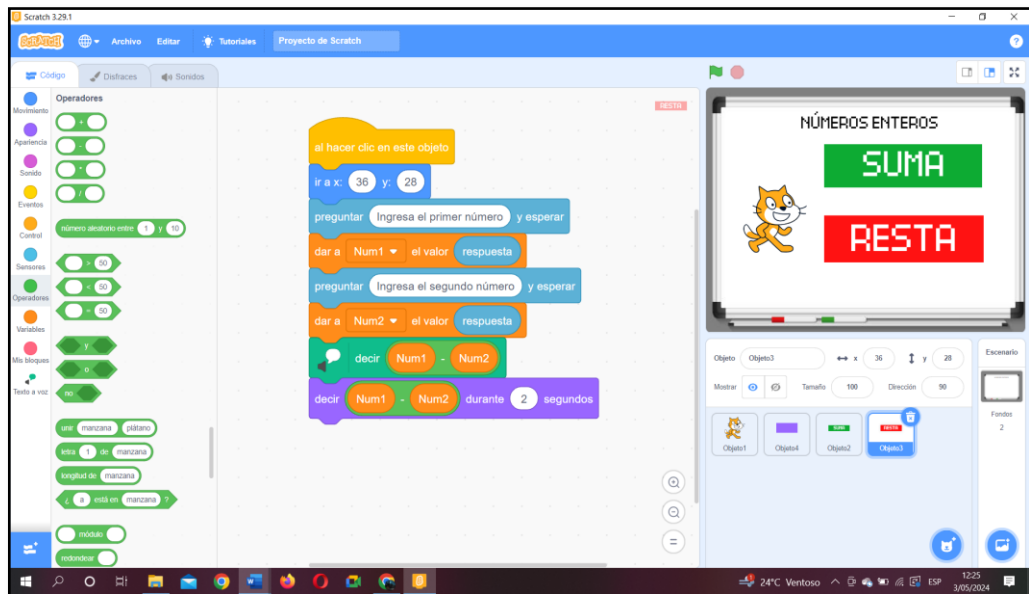 Scratch 3.29.1
SCRATCH Archivo Editar Tutoriales Proyecto de Scratch
Código Disfraces Sonidos
Movimiento
Apariencia
Sonido
Eventos
Control
Sensores
Operadores
Variables
Mis bloques
Texto a voz
Operadores
+
-
*
/
número aleatorio entre 1 y 10
> 50
< 50
= 50
y
o
no
unir manzana plátano
letra 1 de manzana
longitud de manzana
¿ a está en manzana ?
módulo
redondear
RESTA
al hacer clic en este objeto
ir a x: 36 y: 28
preguntar Ingresa el primer número y esperar
dar a Num1 el valor respuesta
preguntar Ingresa el segundo número y esperar
dar a Num2 el valor respuesta
decir Num1 - Num2
decir Num1 - Num2 durante 2 segundos
NÚMEROS ENTEROS
SUMA
RESTA
Objeto Objeto3 x 36 y 28
Mostrar Tamaño 100 Dirección 90
SUMA RESTA
Objeto1 Objeto4 Objeto2 Objeto3
Escenario
Fondos
2
24°C Ventoso ESP 12:25
3/05/2024